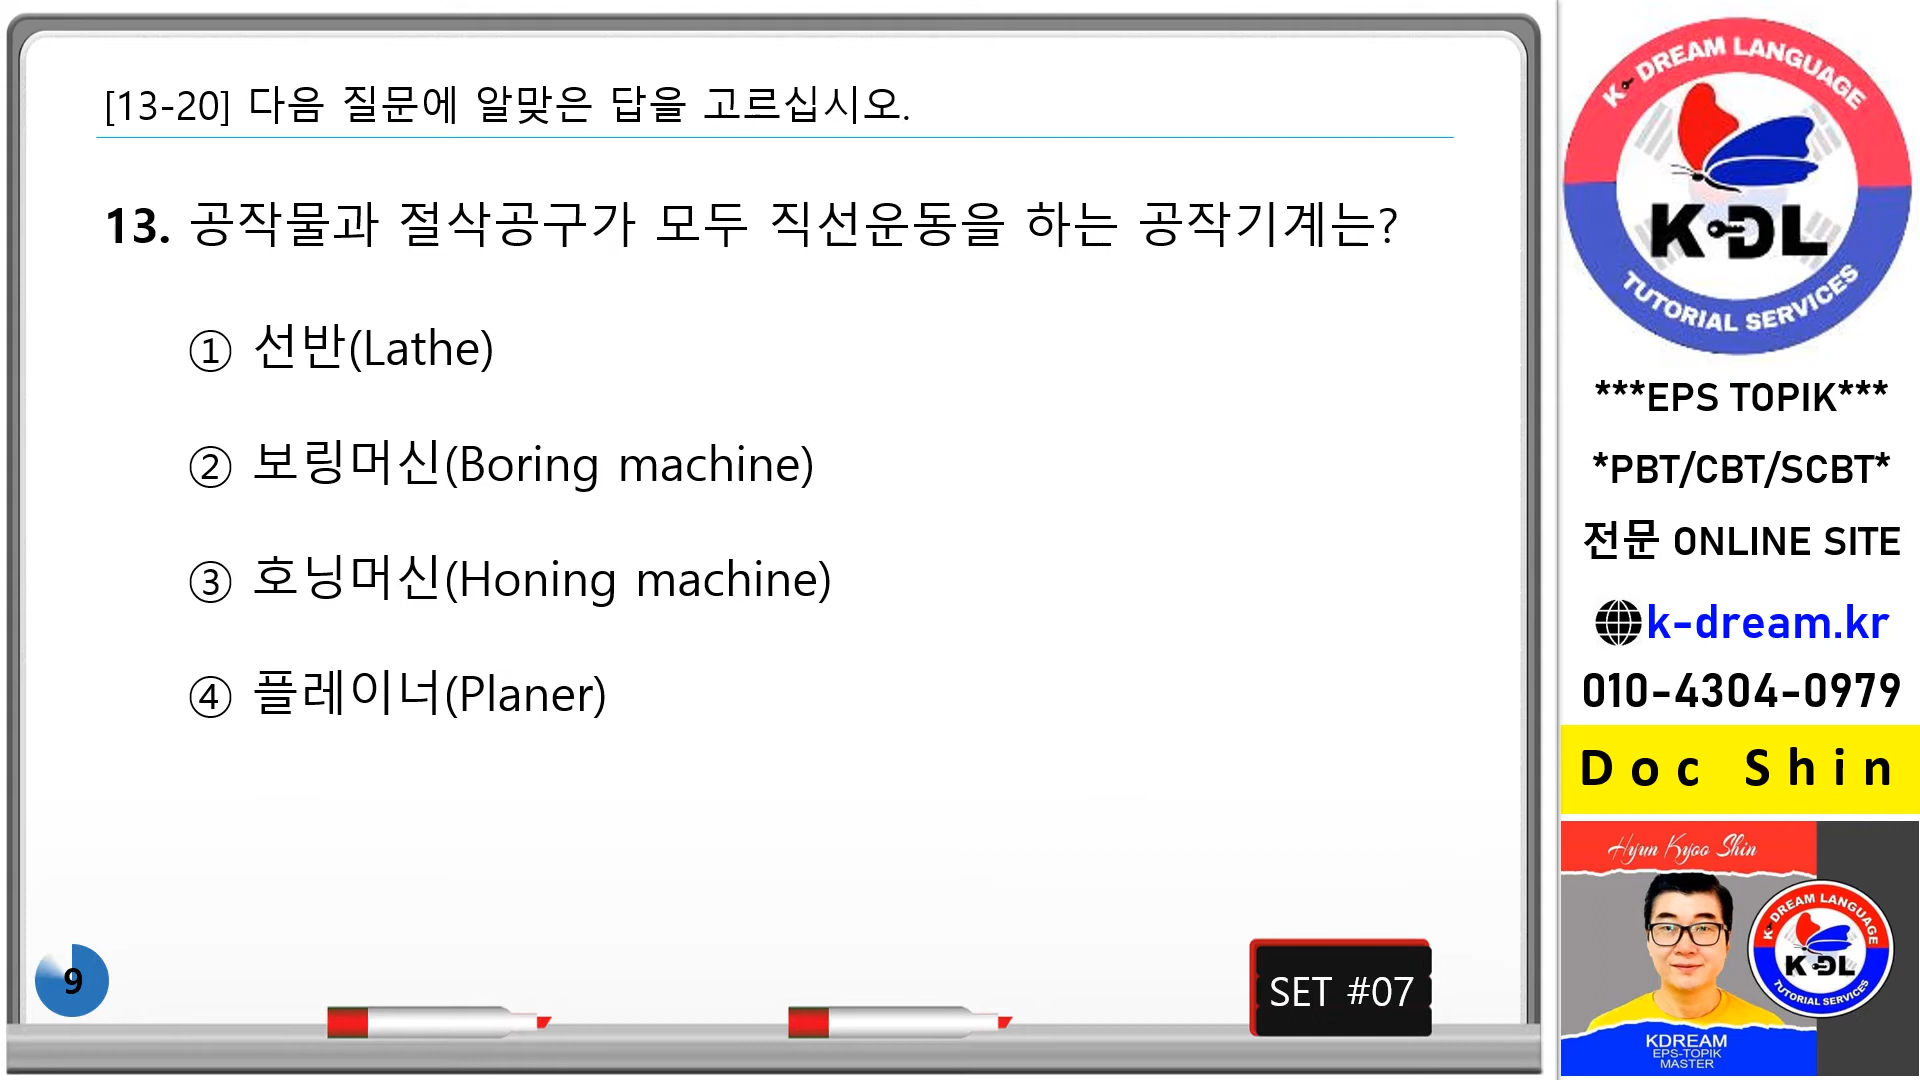 [13-20] 다음 질문에 알맞은 답을 고르십시오.
13. 공작물과 절삭공구가 모두 직선운동을 하는 공작기계는?
① 선반(Lathe)
② 보링머신(Boring machine)
③ 호닝머신(Honing machine)
④ 플레이너(Planer)
9
SET #07
K DREAM LANGUAGE
K DL
TUTORIAL SERVICES
***EPS TOPIK***
*PBT/CBT/SCBT*
전문 ONLINE SITE
k-dream.kr
010-4304-0979
Doc Shin
Hyun Kyoo Shin
K DREAM LANGUAGE
K DL
TUTORIAL SERVICES
KDREAM
EPS-TOPIK
MASTER